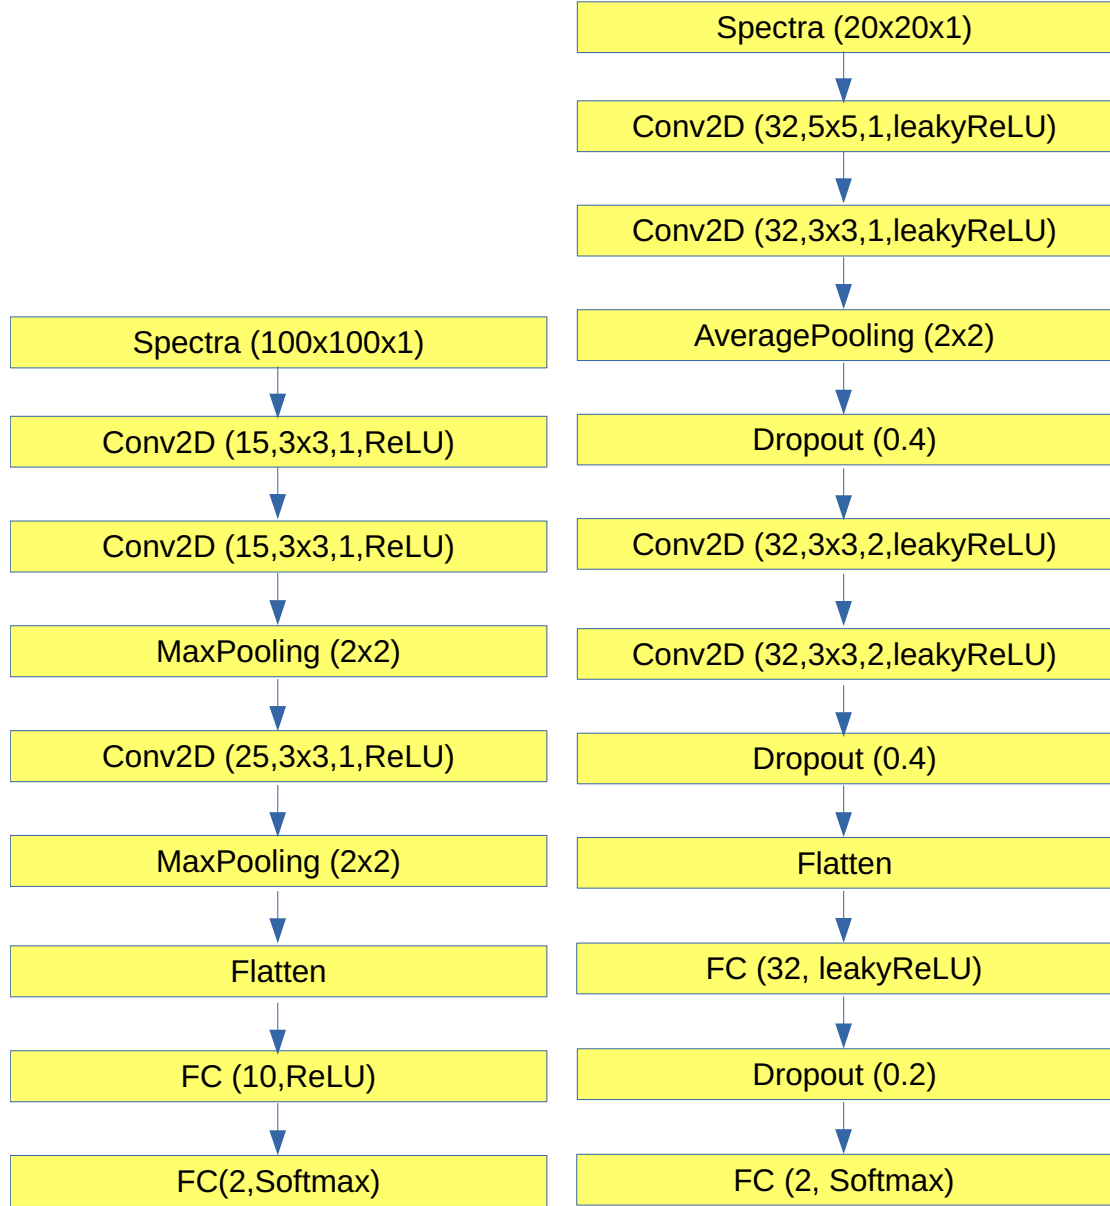 Spectra (100x100x1)
Conv2D (15,3x3,1,ReLU)
Conv2D (15,3x3,1,ReLU)
MaxPooling (2x2)
Conv2D (25,3x3,1,ReLU)
MaxPooling (2x2)
Flatten
FC (10,ReLU)
FC(2,Softmax)
Spectra (20x20x1)
Conv2D (32,5x5,1,leakyReLU)
Conv2D (32,3x3,1,leakyReLU)
AveragePooling (2x2)
Dropout (0.4)
Conv2D (32,3x3,2,leakyReLU)
Conv2D (32,3x3,2,leakyReLU)
Dropout (0.4)
Flatten
FC (32, leakyReLU)
Dropout (0.2)
FC (2, Softmax)